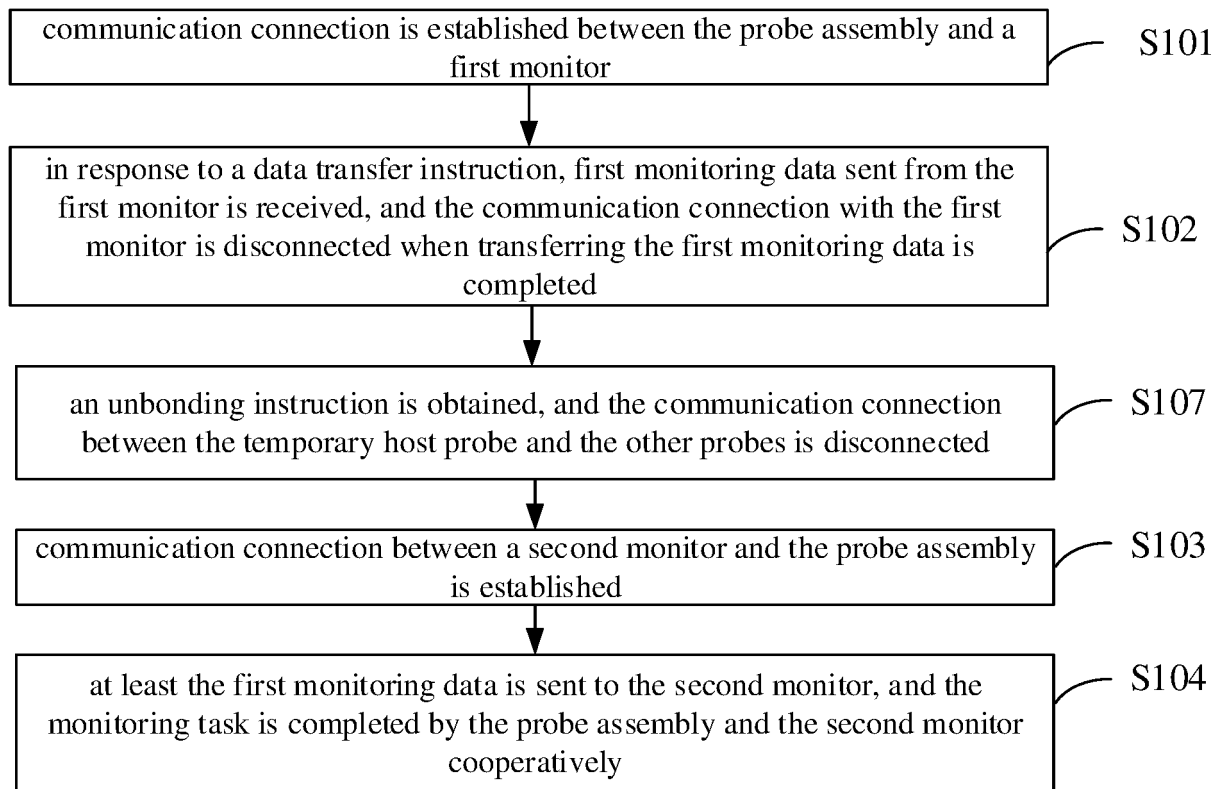 communication connection is established between the probe assembly and a
first monitor
S101
in response to a data transfer instruction, first monitoring data sent from the
first monitor is received, and the communication connection with the first
monitor is disconnected when transferring the first monitoring data is
completed
S102
an unbonding instruction is obtained, and the communication connection
between the temporary host probe and the other probes is disconnected
S107
communication connection between a second monitor and the probe assembly
is established
S103
at least the first monitoring data is sent to the second monitor, and the
monitoring task is completed by the probe assembly and the second monitor
cooperatively
S104